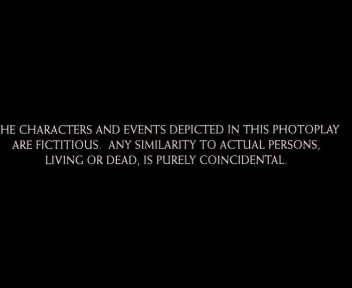 HE CHARACTERS AND EVENTS DEPICTED IN THIS PHOTOPLAY
ARE FICTITIOUS. ANY SIMILARITY TO ACTUAL PERSONS,
LIVING OR DEAD, IS PURELY COINCIDENTAL.